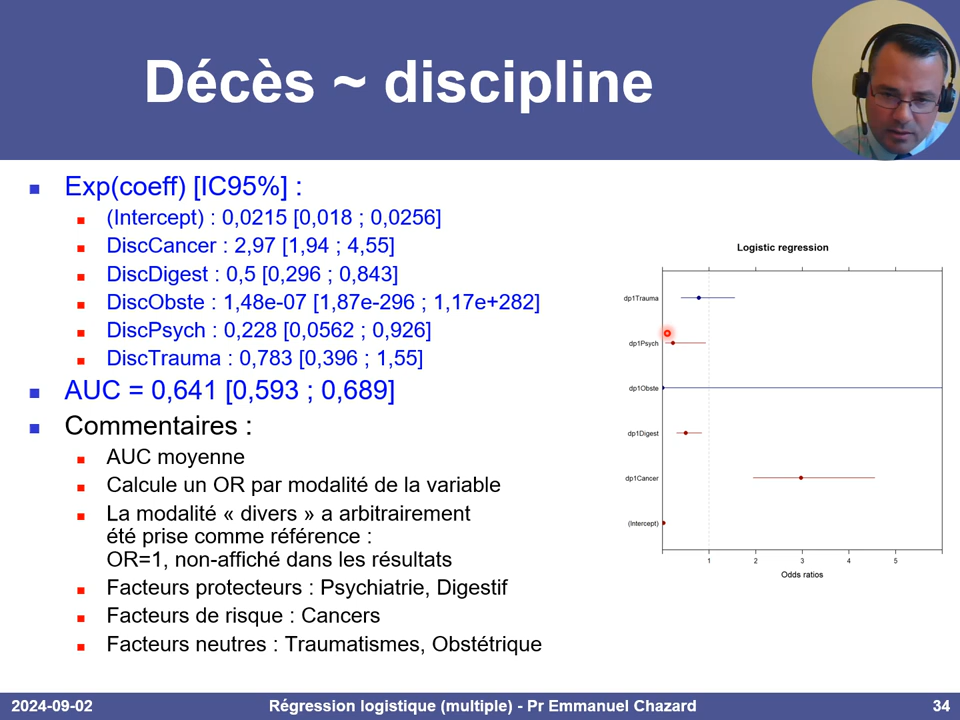 Décès ~ discipline
Exp(coeff) [IC95%] :
(Intercept) : 0,0215 [0,018 ; 0,0256]
DiscCancer : 2,97 [1,94 ; 4,55]
DiscDigest : 0,5 [0,296 ; 0,843]
DiscObste : 1,48e-07 [1,87e-296 ; 1,17e+282]
DiscPsych : 0,228 [0,0562 ; 0,926]
DiscTrauma : 0,783 [0,396 ; 1,55]
AUC = 0,641 [0,593 ; 0,689]
Commentaires :
AUC moyenne
Calcule un OR par modalité de la variable
La modalité « divers » a arbitrairement
été prise comme référence :
OR=1, non-affiché dans les résultats
Facteurs protecteurs : Psychiatrie, Digestif
Facteurs de risque : Cancers
Facteurs neutres : Traumatismes, Obstétrique
Logistic regression
dp1Trauma
dp1Psych
dp1Obste
dp1Digest
dp1Cancer
(Intercept)
1 2 3 4 5
Odds ratios
2024-09-02 Régression logistique (multiple) - Pr Emmanuel Chazard 34